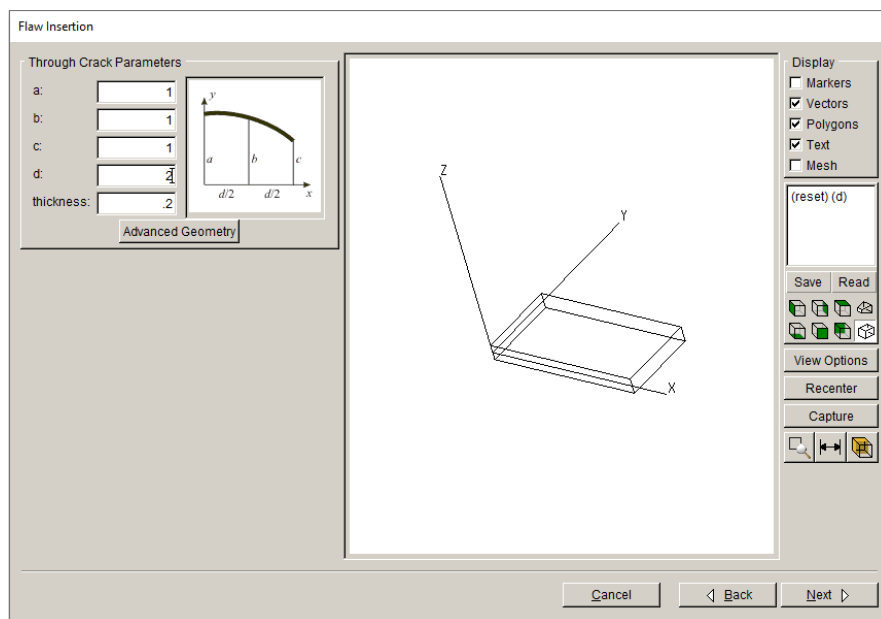 Flaw Insertion
Through Crack Parameters
a: 1
b: 1
c: 1
d: 2
thickness: .2
y
a b c
d/2 d/2 x
Advanced Geometry
Z
Y
X
Display
Markers
Vectors
Polygons
Text
Mesh
(reset) (d)
Save Read
View Options
Recenter
Capture
Cancel Back Next